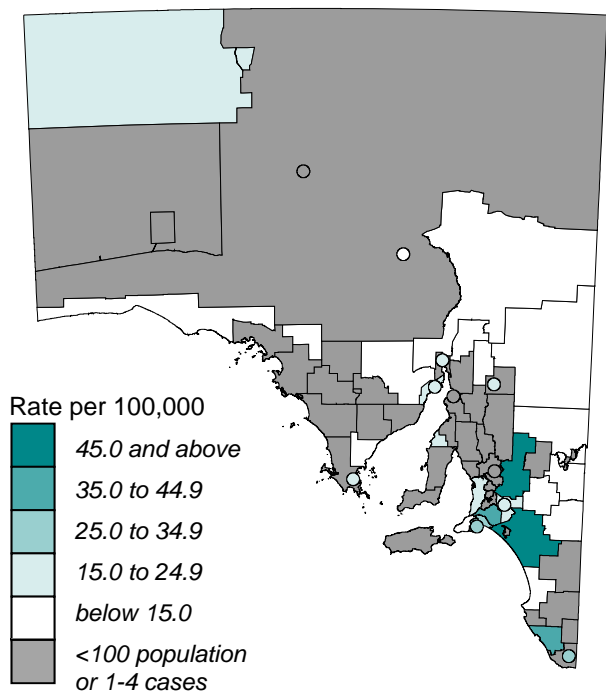 Rate per 100,000
45.0 and above
35.0 to 44.9
25.0 to 34.9
15.0 to 24.9
below 15.0
<100 population
or 1-4 cases